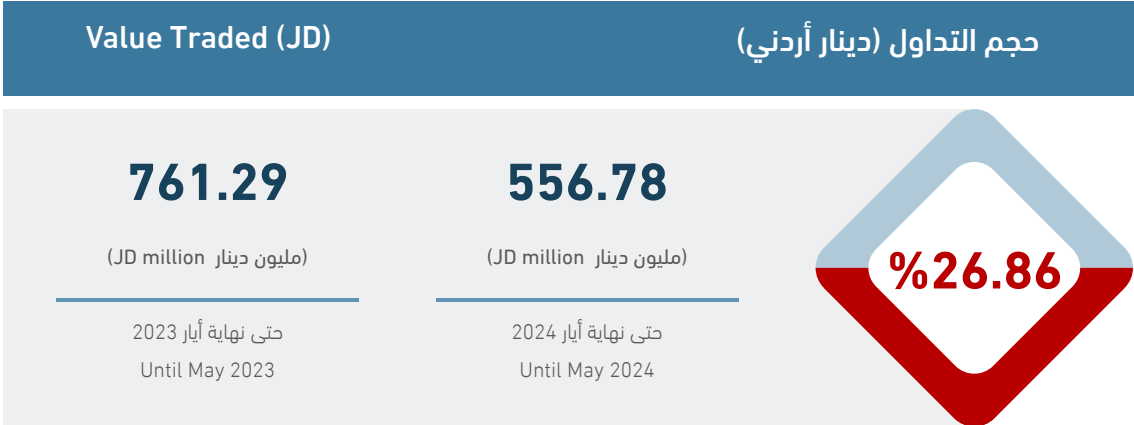 Value Traded (JD)
حجم التداول (دينار أردني)
761.29
(مليون دينار JD million)
حتى نهاية أيار 2023
Until May 2023
556.78
(مليون دينار JD million)
حتى نهاية أيار 2024
Until May 2024
%26.86